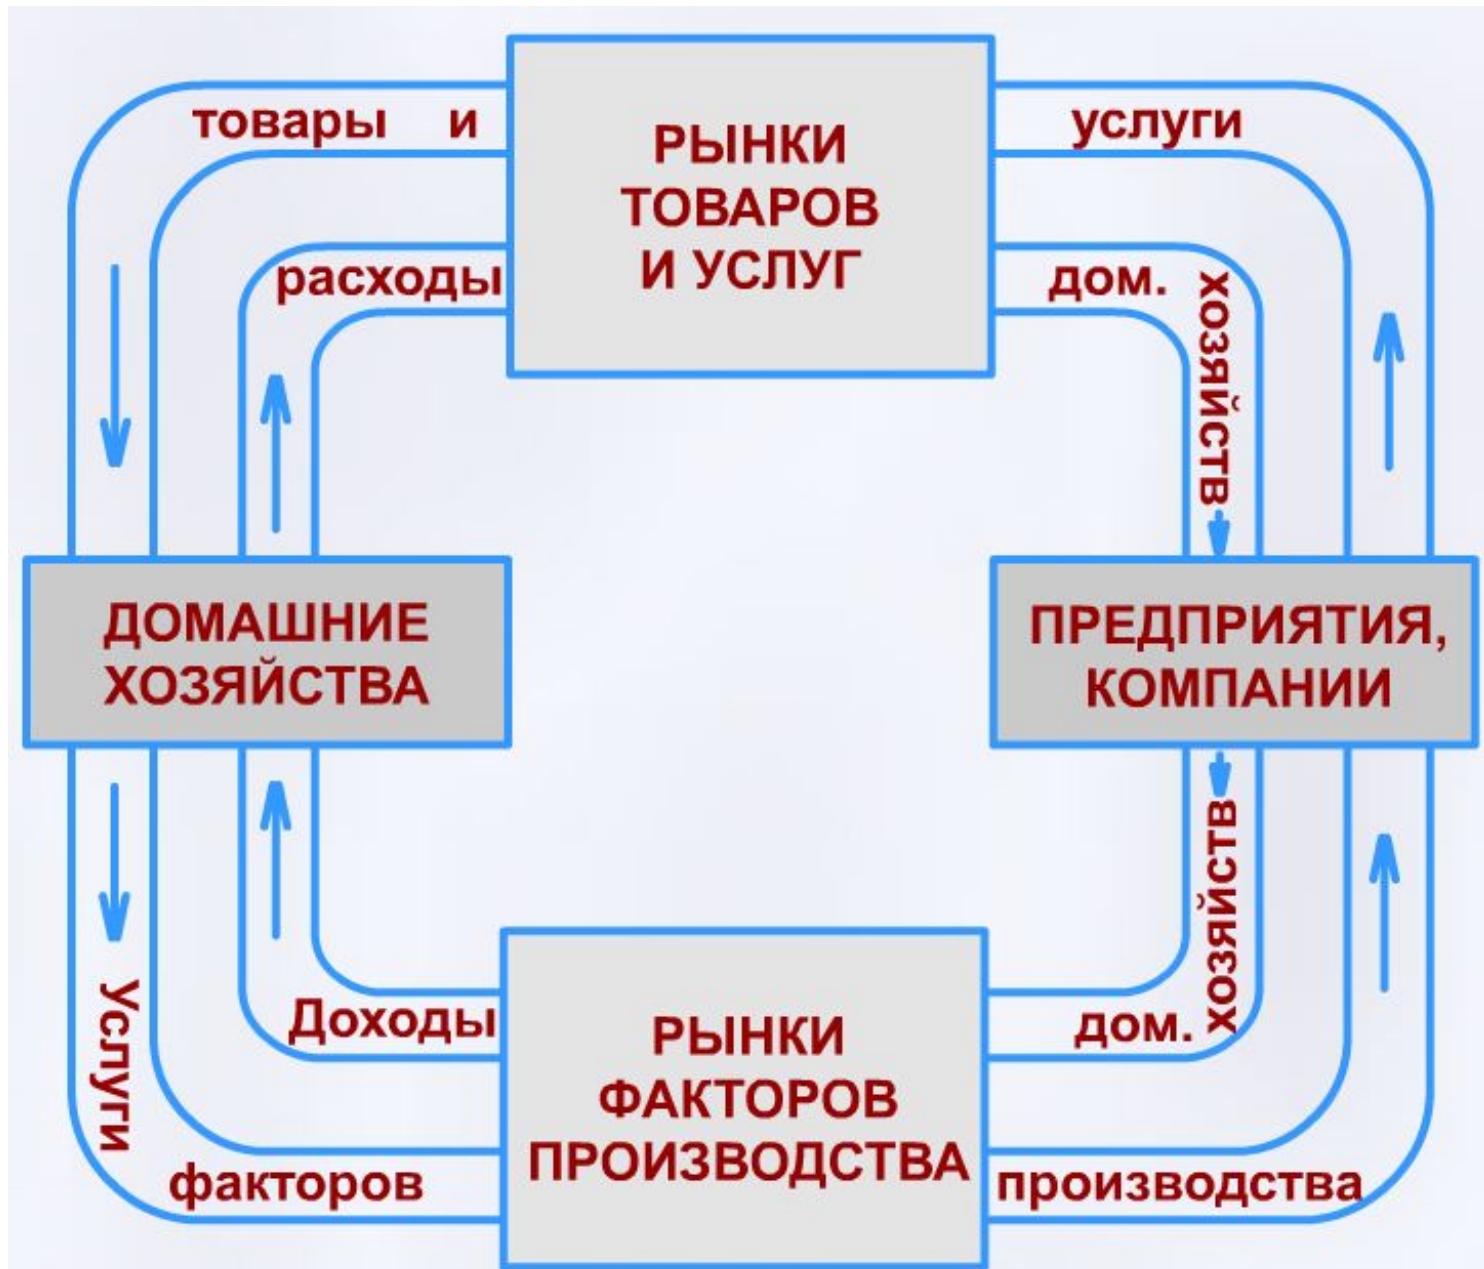 товары и
РЫНКИ
ТОВАРОВ
И УСЛУГ
услуги
расходы
дом.
хозяйств
ДОМАШНИЕ
ХОЗЯЙСТВА
ПРЕДПРИЯТИЯ,
КОМПАНИИ
Услуги
Доходы
РЫНКИ
ФАКТОРОВ
ПРОИЗВОДСТВА
дом.
хозяйств
факторов
производства